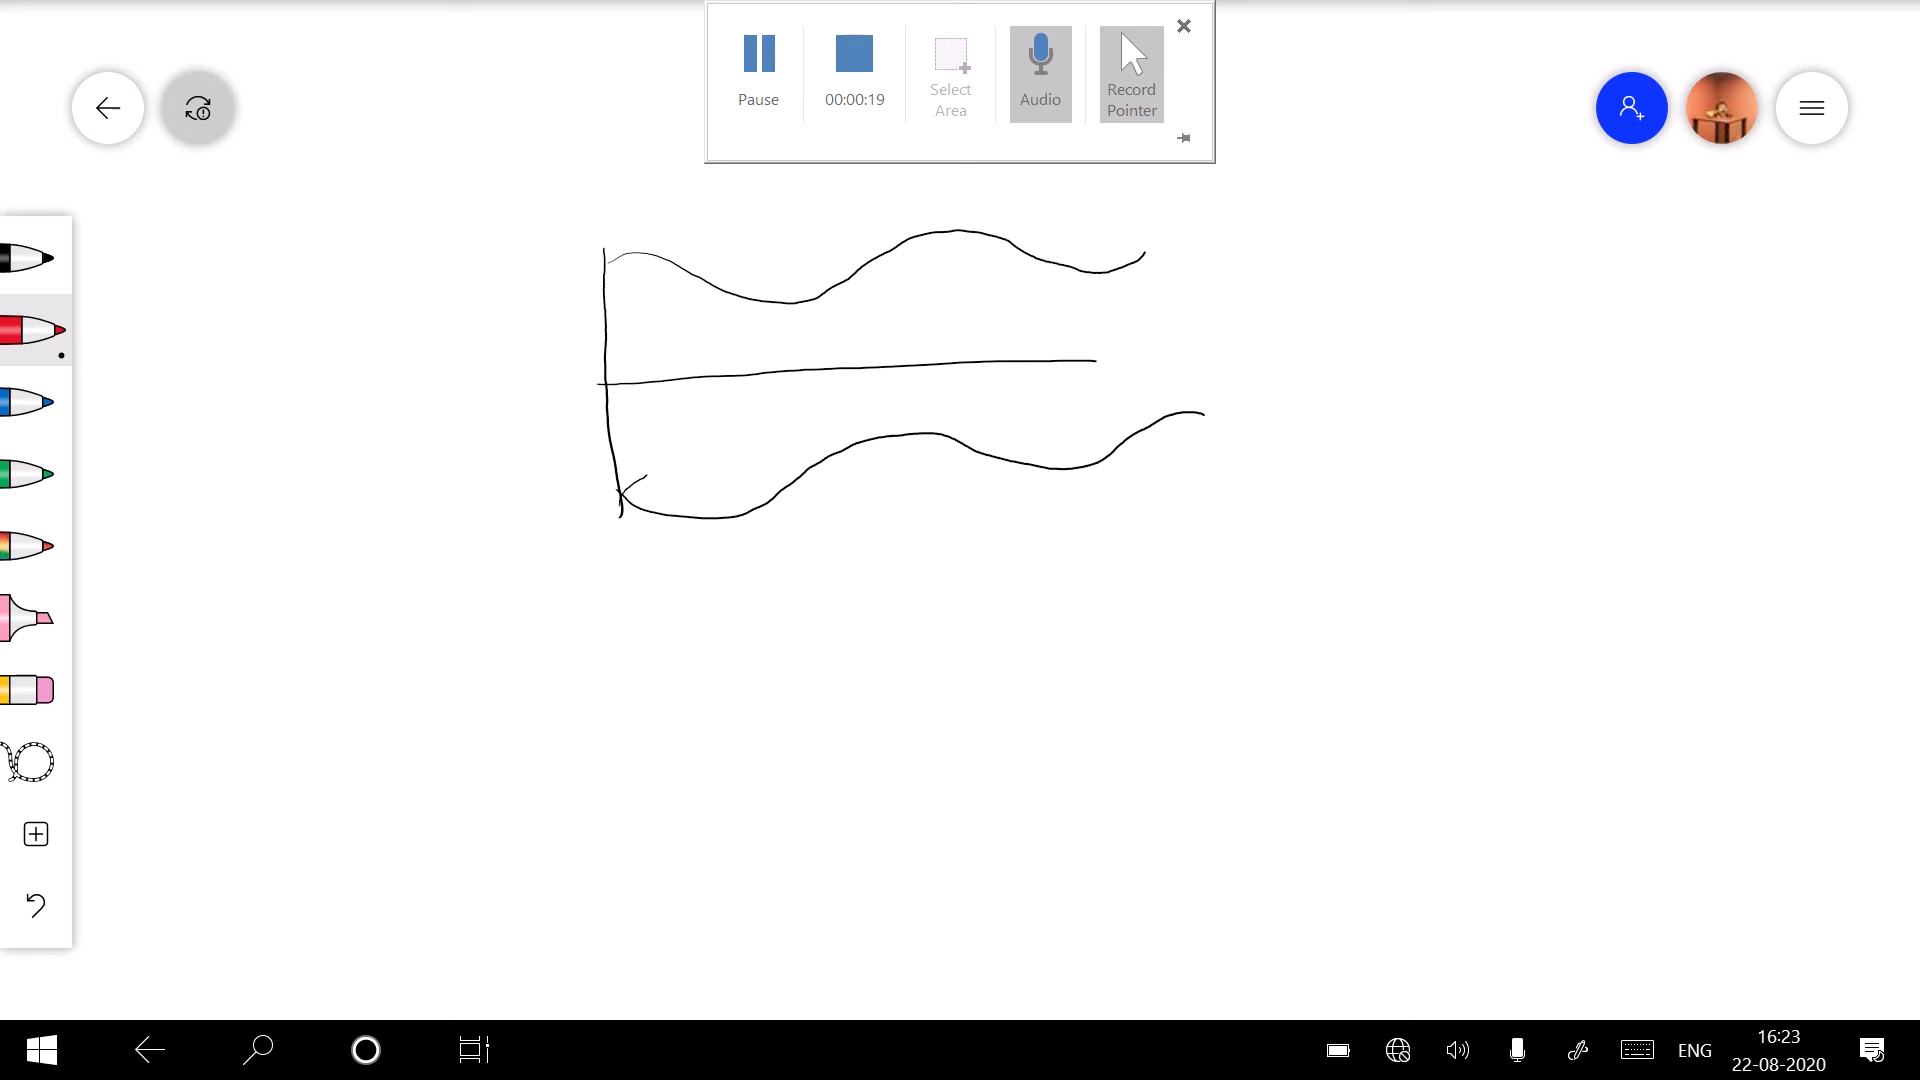 Pause
00:00:19
Select
Area
Audio
Record
Pointer
ENG
16:23
22-08-2020